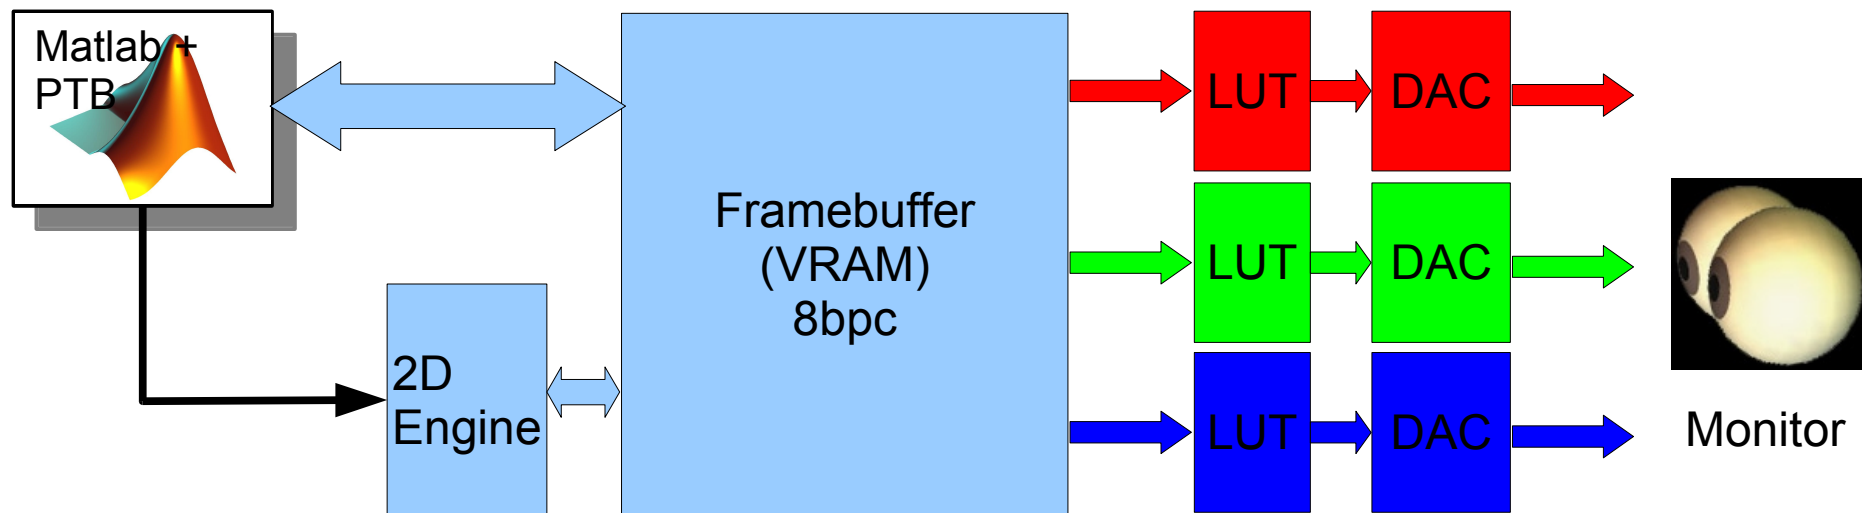 Matlab +
PTB
2D
Engine
Framebuffer
(VRAM)
8bpc
LUT
DAC
LUT
DAC
LUT
DAC
Monitor